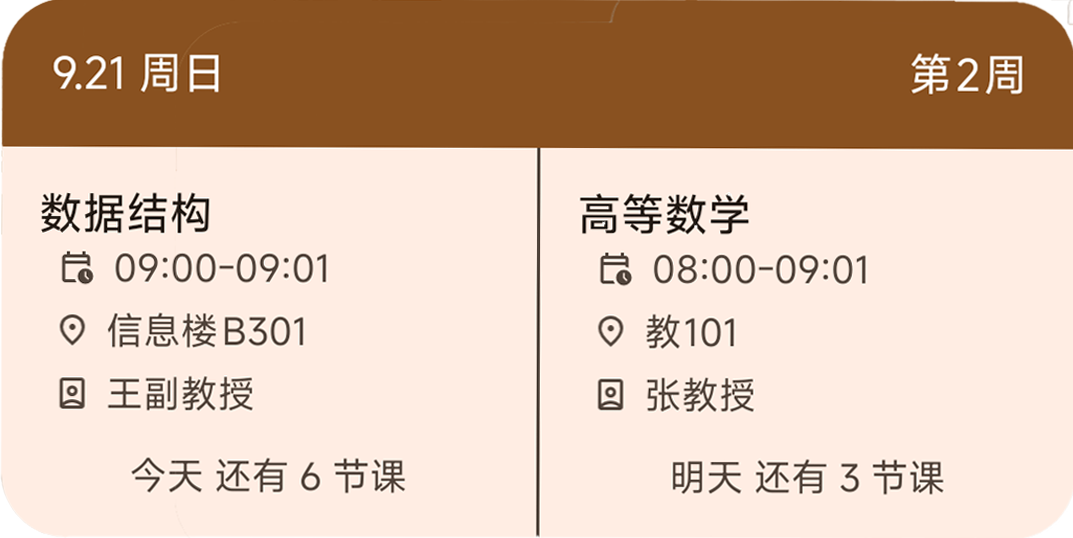 9.21 周日
第2周
数据结构
09:00-09:01
信息楼B301
王副教授
今天 还有 6 节课
高等数学
08:00-09:01
教101
张教授
明天 还有 3 节课